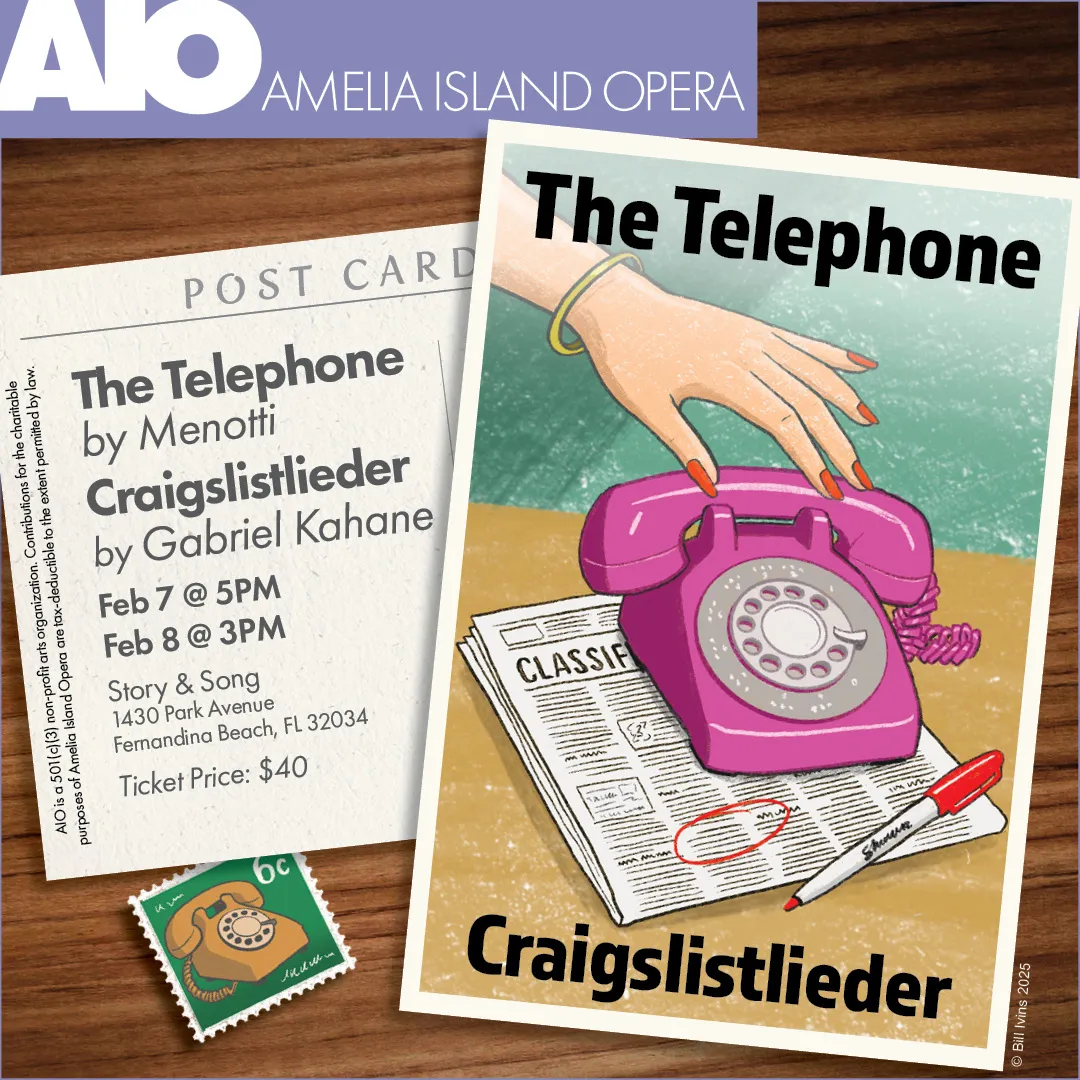 AIO AMELIA ISLAND OPERA
POST CARD
The Telephone
by Menotti
Craigslistlieder
by Gabriel Kahane
Feb 7 @ 5PM
Feb 8 @ 3PM
Story & Song
1430 Park Avenue
Fernandina Beach, FL 32034
Ticket Price: $40
AIO is a 501(c)(3) non-profit arts organization. Contributions for the charitable
purposes of Amelia Island Opera are tax-deductible to the extent permitted by law.
6c
The Telephone
CLASSIF
Craigslistlieder
© Bill Ivins 2025